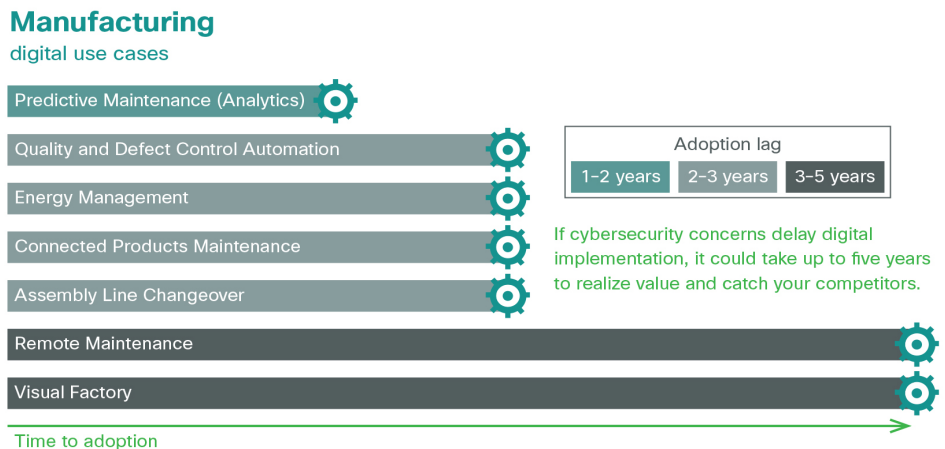 Manufacturing
digital use cases
Predictive Maintenance (Analytics)
Quality and Defect Control Automation
Energy Management
Connected Products Maintenance
Assembly Line Changeover
Remote Maintenance
Visual Factory
Time to adoption
Adoption lag
1–2 years
2–3 years
3–5 years
If cybersecurity concerns delay digital
implementation, it could take up to five years
to realize value and catch your competitors.